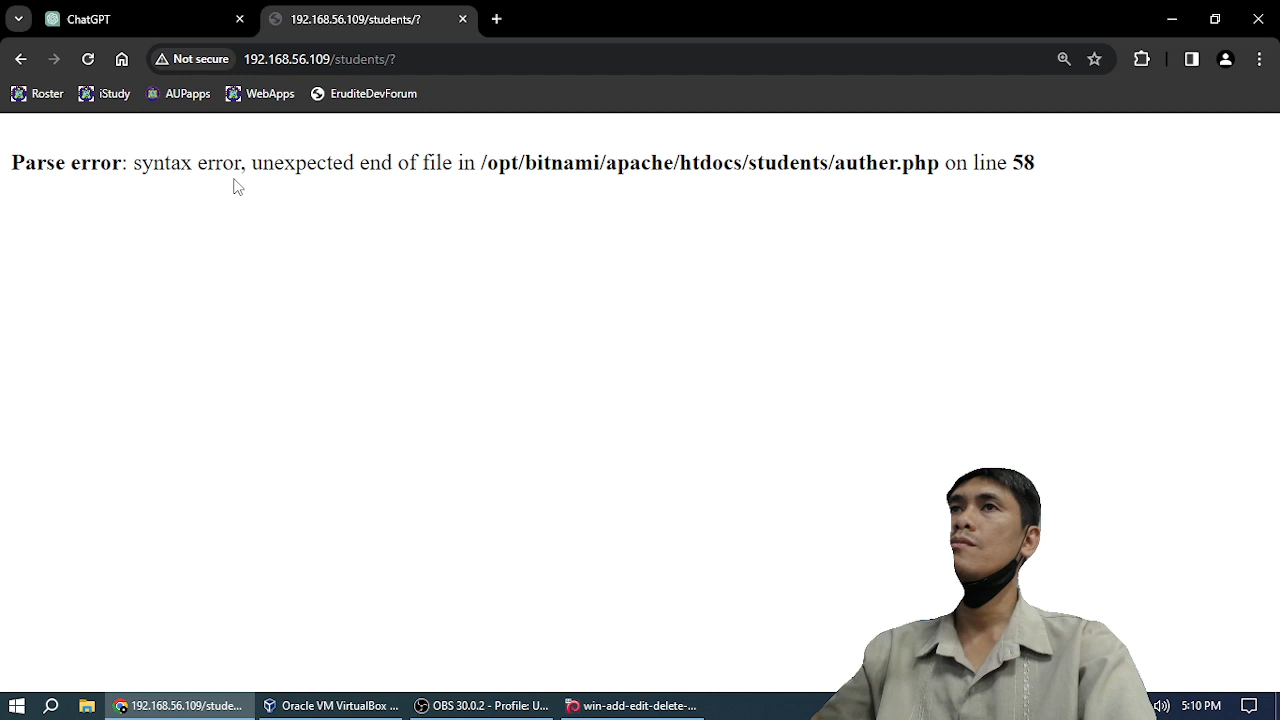 ChatGPT
192.168.56.109/students/?
Not secure
192.168.56.109/students/?
Roster
iStudy
AUPapps
WebApps
EruditeDevForum
Parse error: syntax error, unexpected end of file in /opt/bitnami/apache/htdocs/students/auther.php on line 58
192.168.56.109/stude...
Oracle VM VirtualBox ...
OBS 30.0.2 - Profile: U...
win-add-edit-delete-...
5:10 PM